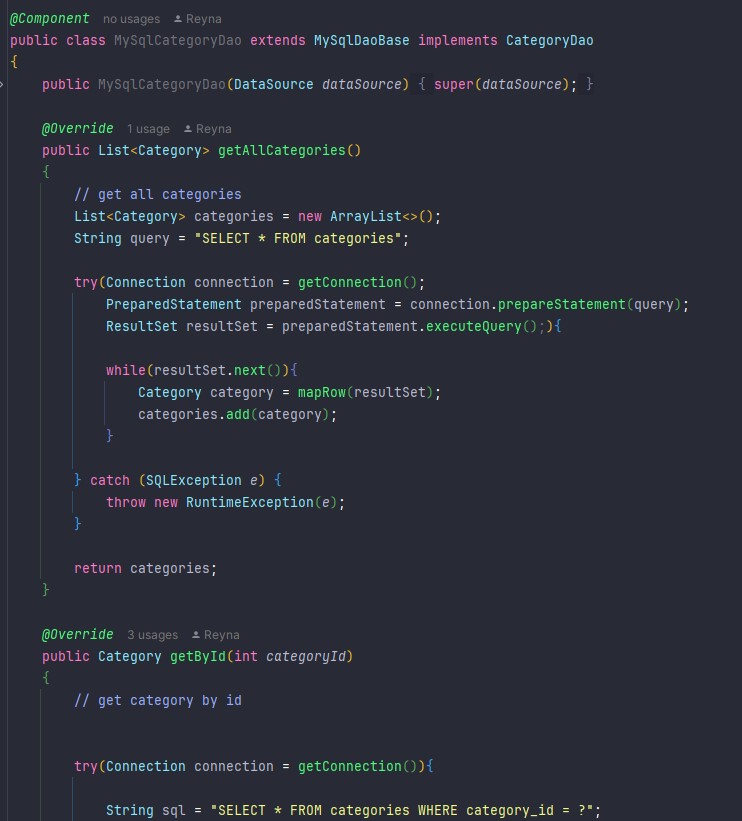 @Component no usages Reyna
public class MySqlCategoryDao extends MySqlDaoBase implements CategoryDao
{
public MySqlCategoryDao(DataSource dataSource) { super(dataSource); }
@Override 1 usage Reyna
public List<Category> getAllCategories()
{
// get all categories
List<Category> categories = new ArrayList<>();
String query = "SELECT * FROM categories";
try(Connection connection = getConnection();
PreparedStatement preparedStatement = connection.prepareStatement(query);
ResultSet resultSet = preparedStatement.executeQuery();){
while(resultSet.next()){
Category category = mapRow(resultSet);
categories.add(category);
}
} catch (SQLException e) {
throw new RuntimeException(e);
}
return categories;
}
@Override 3 usages Reyna
public Category getById(int categoryId)
{
// get category by id
try(Connection connection = getConnection()){
String sql = "SELECT * FROM categories WHERE category_id = ?";